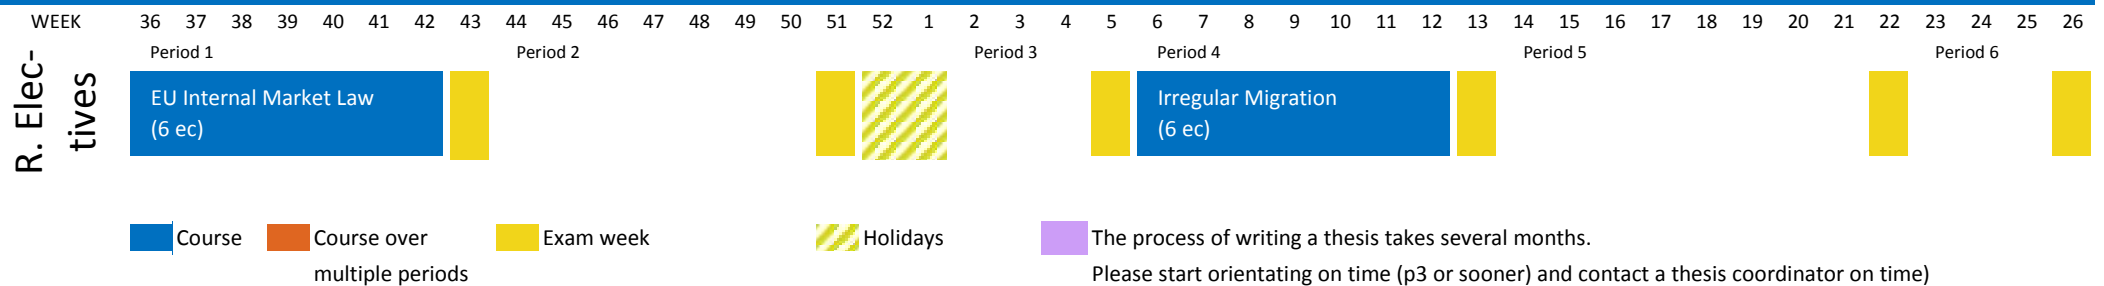 WEEK 36 37 38 39 40 41 42 43 44 45 46 47 48 49 50 51 52 1 2 3 4 5 6 7 8 9 10 11 12 13 14 15 16 17 18 19 20 21 22 23 24 25 26
Period 1 Period 2 Period 3 Period 4 Period 5 Period 6
R. Elec-
tives
EU Internal Market Law
(6 ec)
Irregular Migration
(6 ec)
Course
Course over
multiple periods
Exam week
Holidays
The process of writing a thesis takes several months.
Please start orientating on time (p3 or sooner) and contact a thesis coordinator on time)